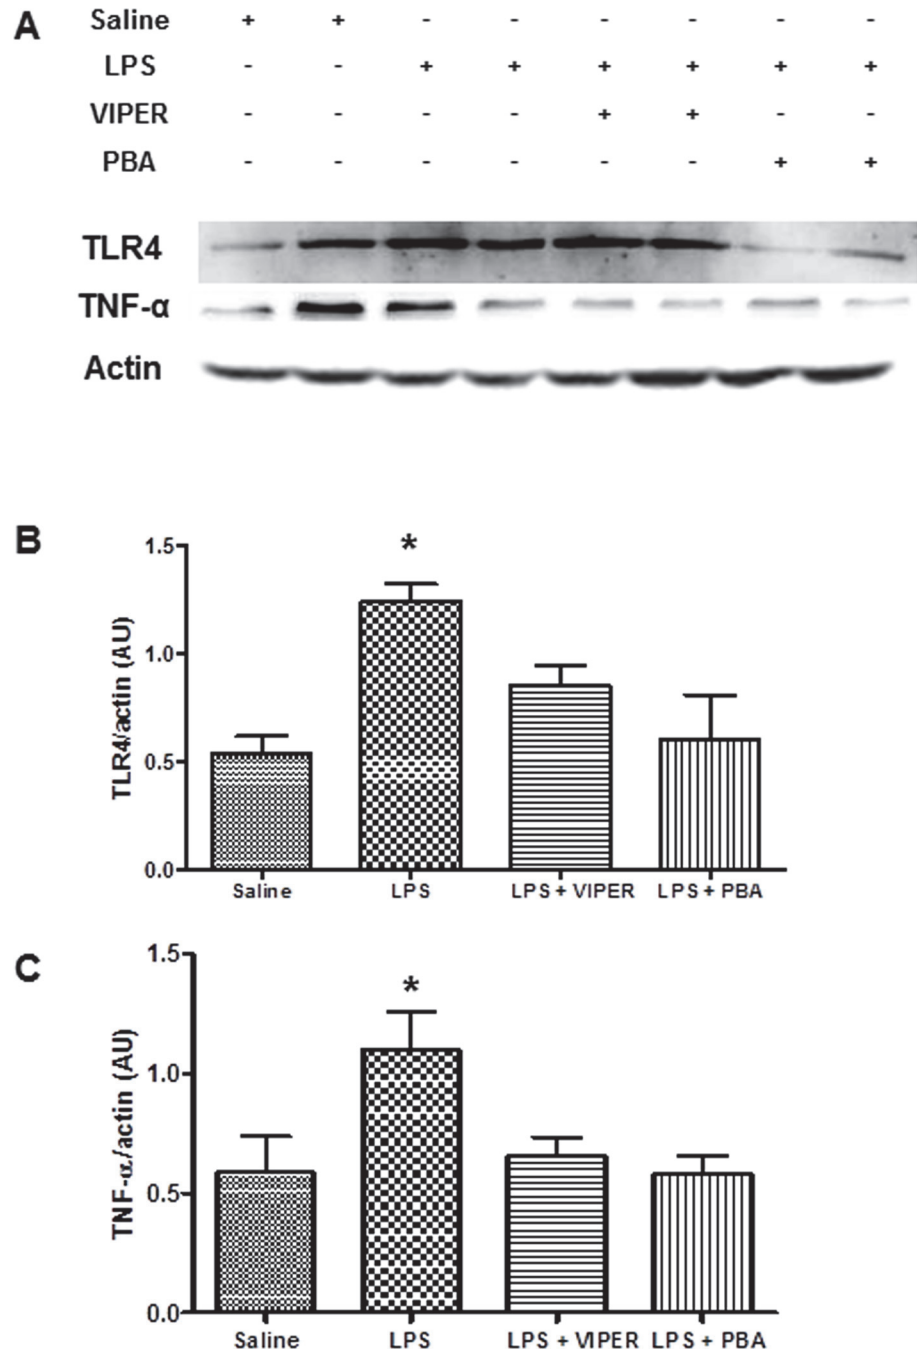 A
Saline + + - - - - - -
LPS - - + + + + + +
VIPER - - - - + + - -
PBA - - - - - - + +
TLR4
TNF-α
Actin
B
*
1.5
1.0
0.5
0.0
TLR4/actin (AU)
Saline LPS LPS + VIPER LPS + PBA
C
*
1.5
1.0
0.5
0.0
TNF-α/actin (AU)
Saline LPS LPS + VIPER LPS + PBA